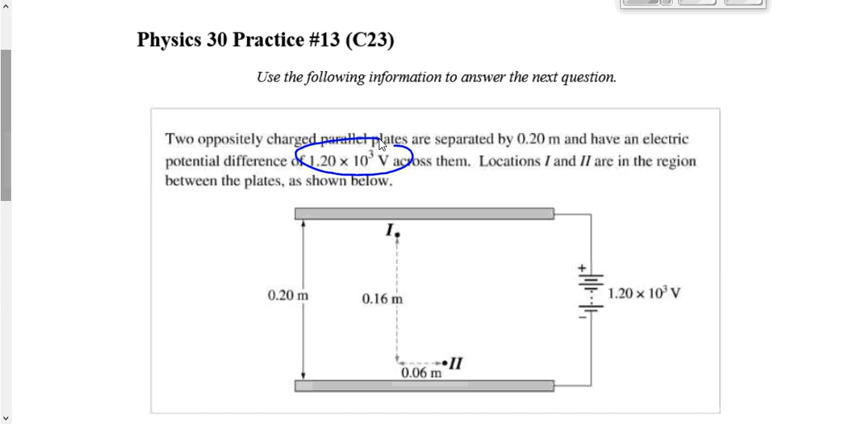 Physics 30 Practice #13 (C23)
Use the following information to answer the next question.
Two oppositely charged parallel plates are separated by 0.20 m and have an electric
potential difference of 1.20 × 10³ V across them. Locations I and II are in the region
between the plates, as shown below.
I
+
0.20 m
0.16 m
1.20 × 10³ V
−
II
0.06 m